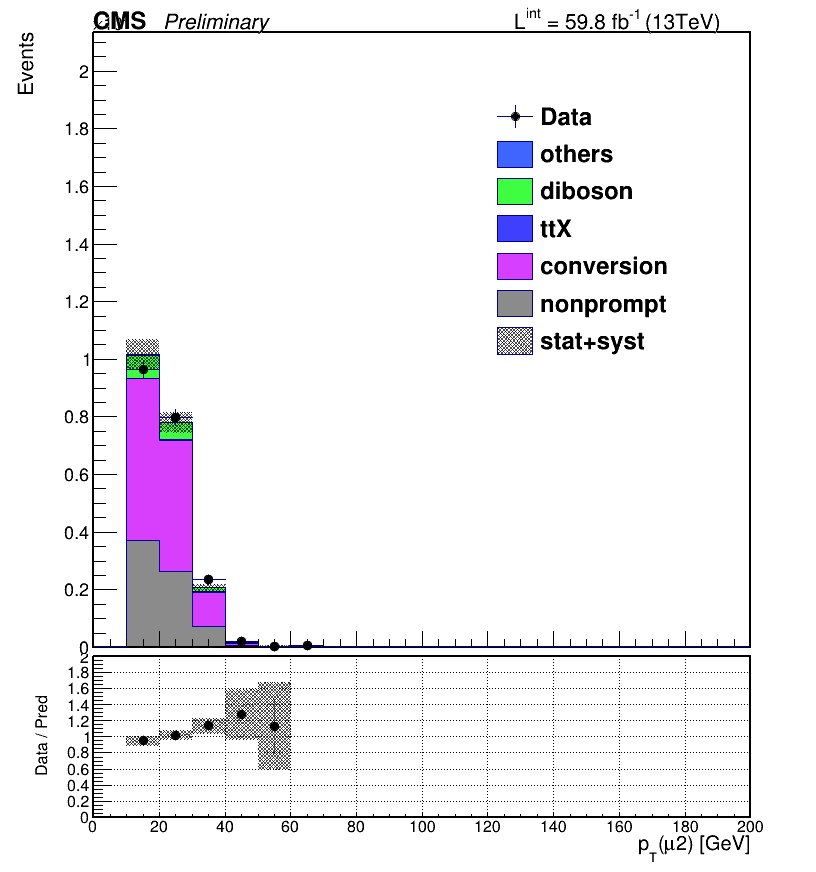 CMS Preliminary
L^int = 59.8 fb^-1 (13TeV)
Events
2
1.8
1.6
1.4
1.2
1
0.8
0.6
0.4
0.2
0
Data
others
diboson
ttX
conversion
nonprompt
stat+syst
Data / Pred
2
1.8
1.6
1.4
1.2
1
0.8
0.6
0.4
0.2
0
0 20 40 60 80 100 120 140 160 180 200
p_T(μ2) [GeV]